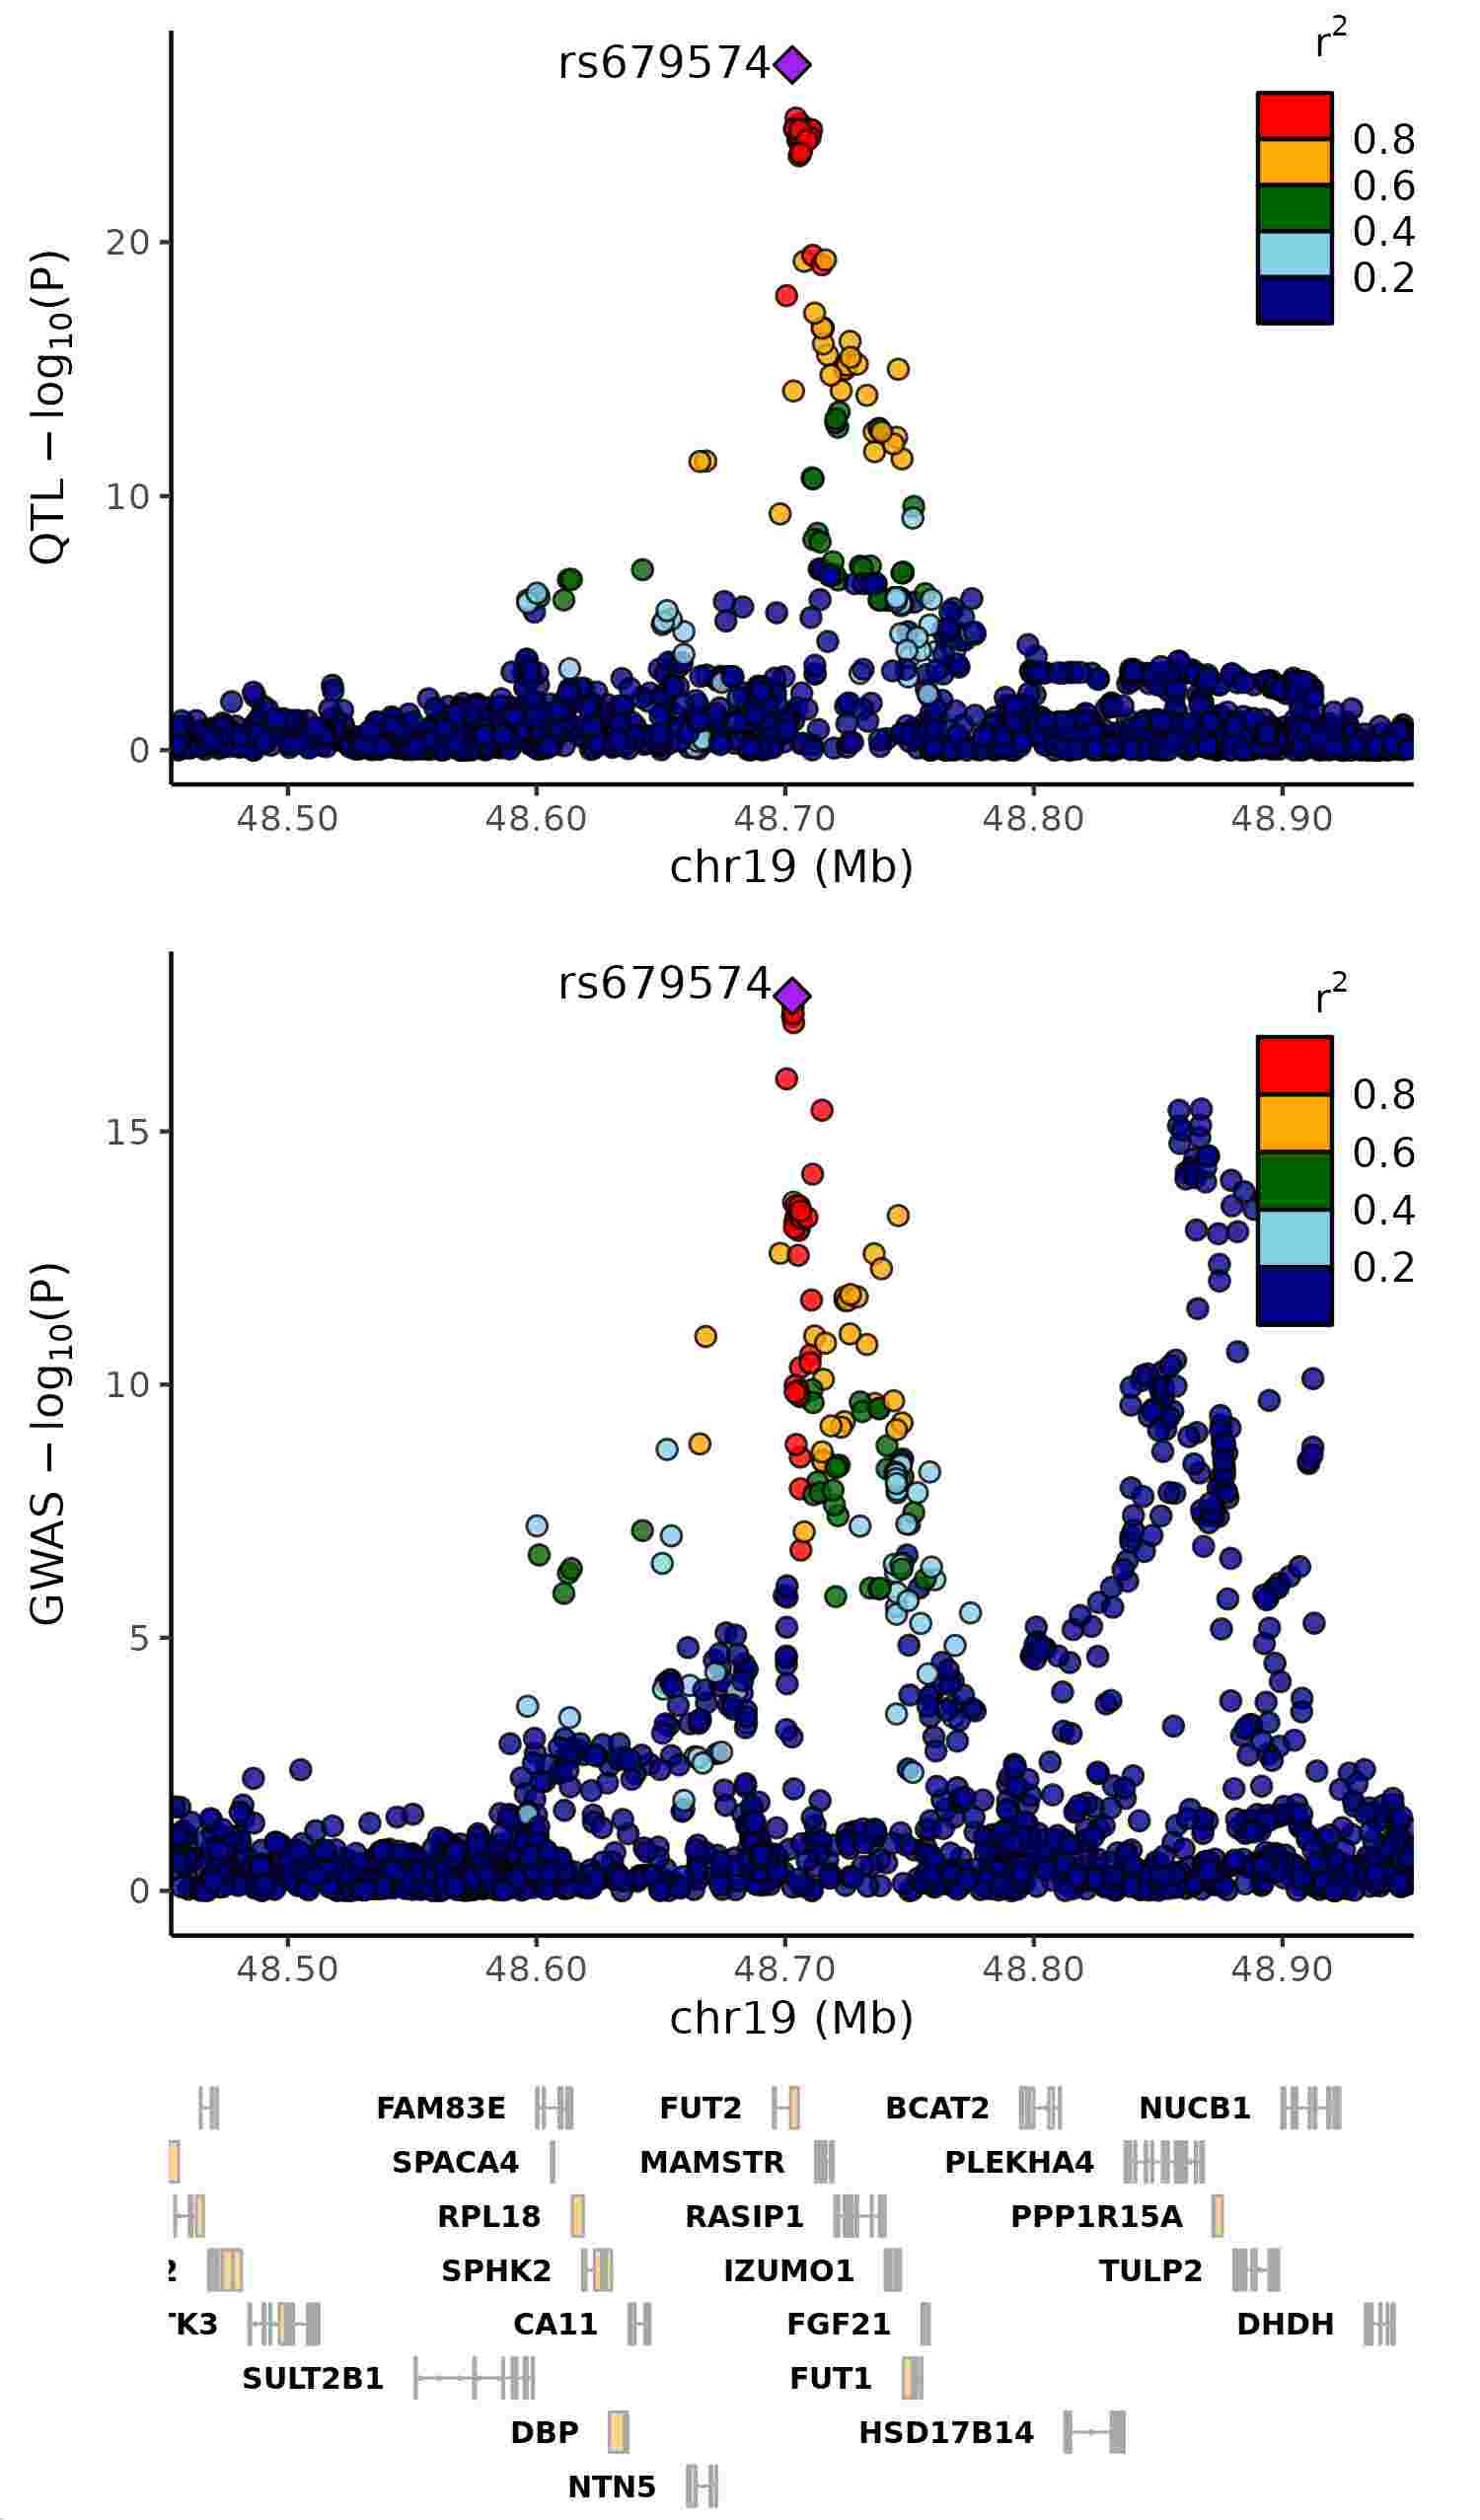 rs679574
r2
0.8
0.6
0.4
0.2
QTL −log10(P)
20
10
0
48.50 48.60 48.70 48.80 48.90
chr19 (Mb)
rs679574
r2
0.8
0.6
0.4
0.2
GWAS −log10(P)
15
10
5
0
48.50 48.60 48.70 48.80 48.90
chr19 (Mb)
FAM83E FUT2 BCAT2 NUCB1
SPACA4 MAMSTR PLEKHA4
RPL18 RASIP1 PPP1R15A
2 SPHK2 IZUMO1 TULP2
TK3 CA11 FGF21 DHDH
SULT2B1 FUT1
DBP HSD17B14
NTN5